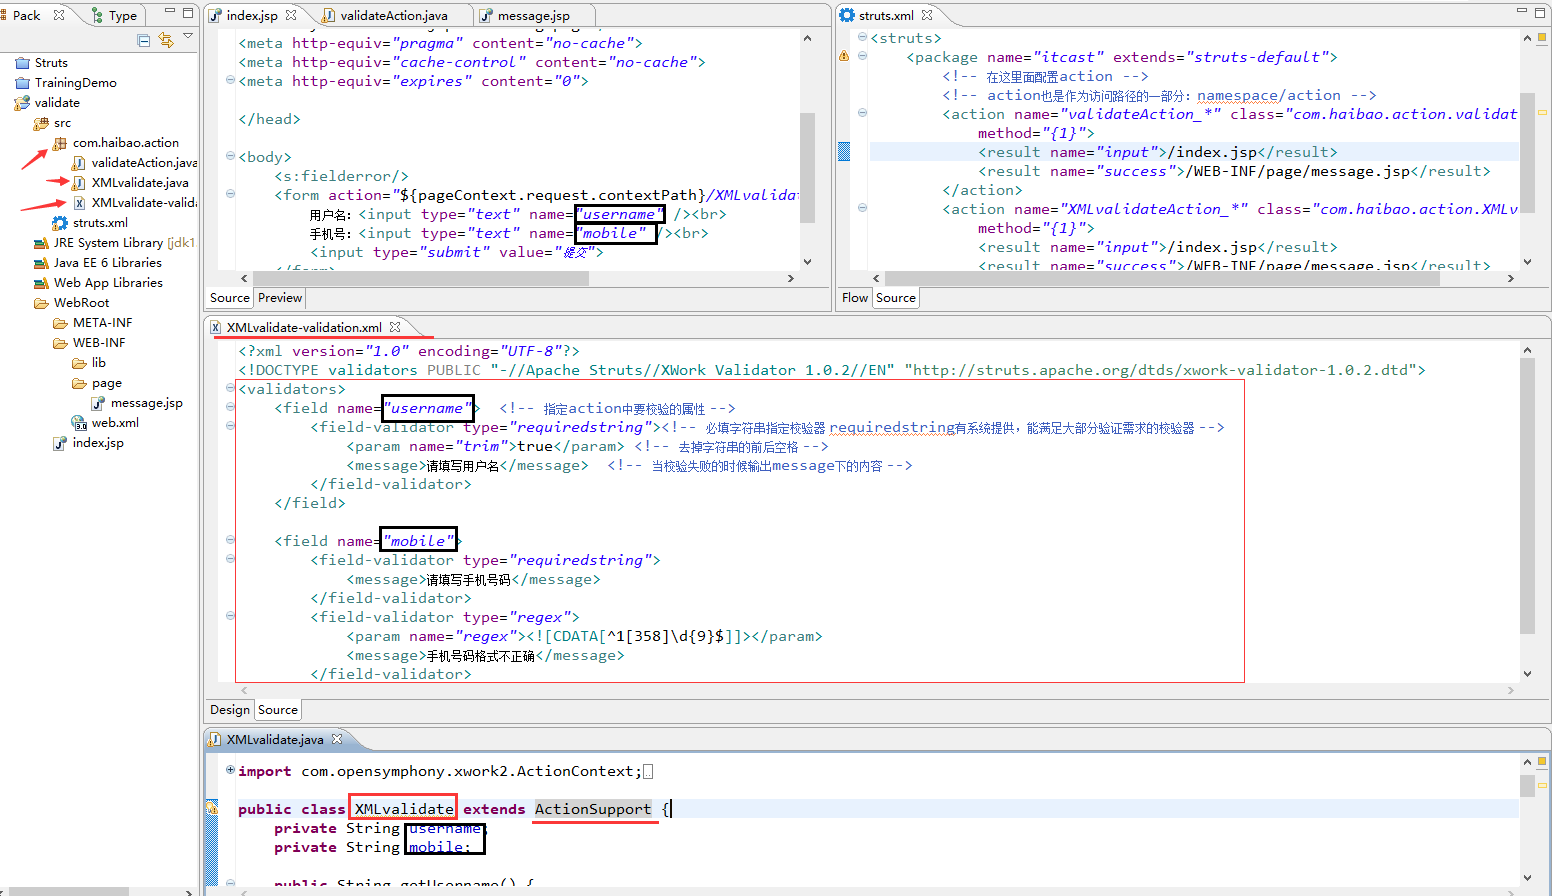 Pack
Type
Struts
TrainingDemo
validate
src
com.haibao.action
validateAction.java
XMLvalidate.java
XMLvalidate-valida
struts.xml
JRE System Library [jdk1
Java EE 6 Libraries
Web App Libraries
WebRoot
META-INF
WEB-INF
lib
page
message.jsp
web.xml
index.jsp
index.jsp
validateAction.java
message.jsp
<meta http-equiv="pragma" content="no-cache">
<meta http-equiv="cache-control" content="no-cache">
<meta http-equiv="expires" content="0">
</head>
<body>
<s:fielderror/>
<form action="${pageContext.request.contextPath}/XMLvalidat
用户名：<input type="text" name="username" /><br>
手机号：<input type="text" name="mobile" /><br>
<input type="submit" value="提交">
</form>
Source
Preview
struts.xml
<struts>
<package name="itcast" extends="struts-default">
<!-- 在这里面配置action -->
<!-- action也是作为访问路径的一部分：namespace/action -->
<action name="validateAction_*" class="com.haibao.action.validat
method="{1}">
<result name="input">/index.jsp</result>
<result name="success">/WEB-INF/page/message.jsp</result>
</action>
<action name="XMLvalidateAction_*" class="com.haibao.action.XMLv
method="{1}">
<result name="input">/index.jsp</result>
<result name="success">/WEB-INF/page/message.jsp</result>
Flow
Source
XMLvalidate-validation.xml
<?xml version="1.0" encoding="UTF-8"?>
<!DOCTYPE validators PUBLIC "-//Apache Struts//XWork Validator 1.0.2//EN" "http://struts.apache.org/dtds/xwork-validator-1.0.2.dtd">
<validators>
<field name="username"> <!-- 指定action中要校验的属性 -->
<field-validator type="requiredstring"><!-- 必填字符串指定校验器 requiredstring有系统提供，能满足大部分验证需求的校验器 -->
<param name="trim">true</param> <!-- 去掉字符串的前后空格 -->
<message>请填写用户名</message> <!-- 当校验失败的时候输出message下的内容 -->
</field-validator>
</field>
<field name="mobile">
<field-validator type="requiredstring">
<message>请填写手机号码</message>
</field-validator>
<field-validator type="regex">
<param name="regex"><![CDATA[^1[358]\d{9}$]]></param>
<message>手机号码格式不正确</message>
</field-validator>
Design
Source
XMLvalidate.java
import com.opensymphony.xwork2.ActionContext;
public class XMLvalidate extends ActionSupport {
private String username;
private String mobile;
public String getUsername() {